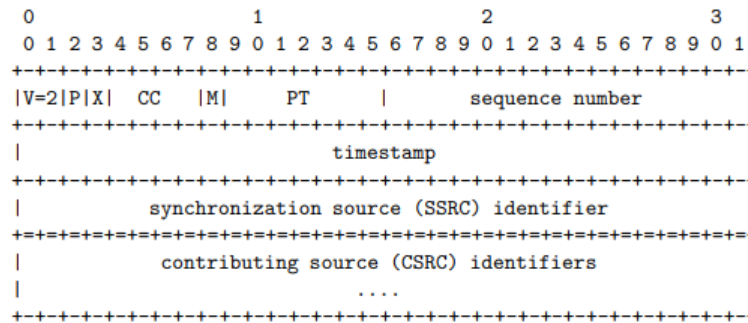 0                   1                   2                   3
0 1 2 3 4 5 6 7 8 9 0 1 2 3 4 5 6 7 8 9 0 1 2 3 4 5 6 7 8 9 0 1
+-+-+-+-+-+-+-+-+-+-+-+-+-+-+-+-+-+-+-+-+-+-+-+-+-+-+-+-+-+-+-+-
|V=2|P|X|  CC   |M|     PT      |       sequence number
+-+-+-+-+-+-+-+-+-+-+-+-+-+-+-+-+-+-+-+-+-+-+-+-+-+-+-+-+-+-+-+-
|                           timestamp
+-+-+-+-+-+-+-+-+-+-+-+-+-+-+-+-+-+-+-+-+-+-+-+-+-+-+-+-+-+-+-+-
|           synchronization source (SSRC) identifier
+=+=+=+=+=+=+=+=+=+=+=+=+=+=+=+=+=+=+=+=+=+=+=+=+=+=+=+=+=+=+=+=
|            contributing source (CSRC) identifiers
|                             ....
+-+-+-+-+-+-+-+-+-+-+-+-+-+-+-+-+-+-+-+-+-+-+-+-+-+-+-+-+-+-+-+-